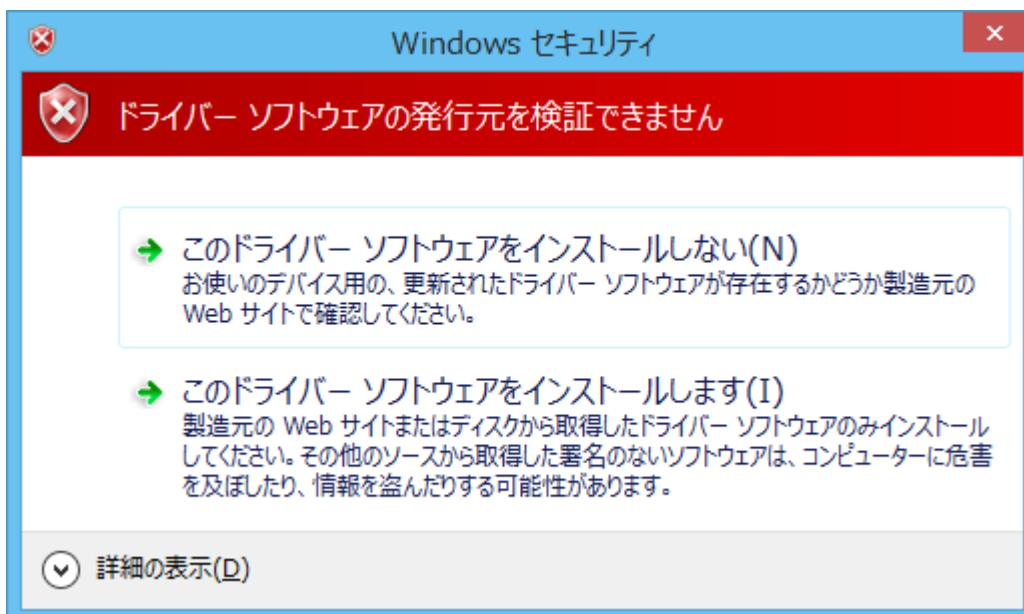 Windows セキュリティ
ドライバー ソフトウェアの発行元を検証できません
このドライバー ソフトウェアをインストールしない(N)
お使いのデバイス用の、更新されたドライバー ソフトウェアが存在するかどうか製造元の
Web サイトで確認してください。
このドライバー ソフトウェアをインストールします(I)
製造元の Web サイトまたはディスクから取得したドライバー ソフトウェアのみインストール
してください。その他のソースから取得した署名のないソフトウェアは、コンピューターに危害
を及ぼしたり、情報を盗んだりする可能性があります。
詳細の表示(D)